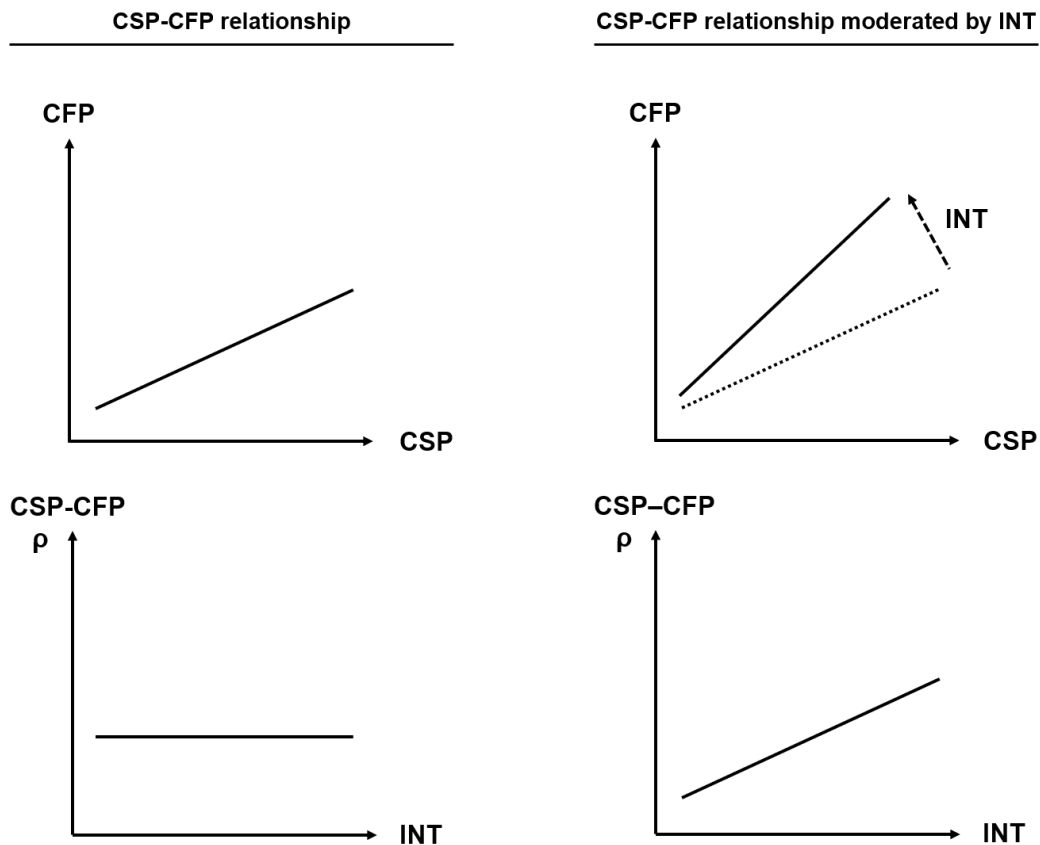 CSP-CFP relationship
CSP-CFP relationship moderated by INT
CFP
CSP
CFP
INT
CSP
CSP-CFP
ρ
INT
CSP–CFP
ρ
INT